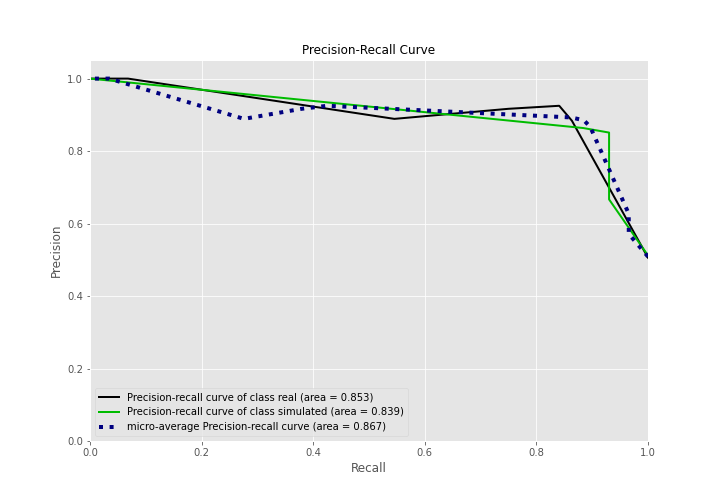 Precision-Recall Curve
1.0
0.8
0.6
0.4
0.2
0.0
Precision
Precision-recall curve of class real (area = 0.853)
Precision-recall curve of class simulated (area = 0.839)
micro-average Precision-recall curve (area = 0.867)
0.0 0.2 0.4 0.6 0.8 1.0
Recall